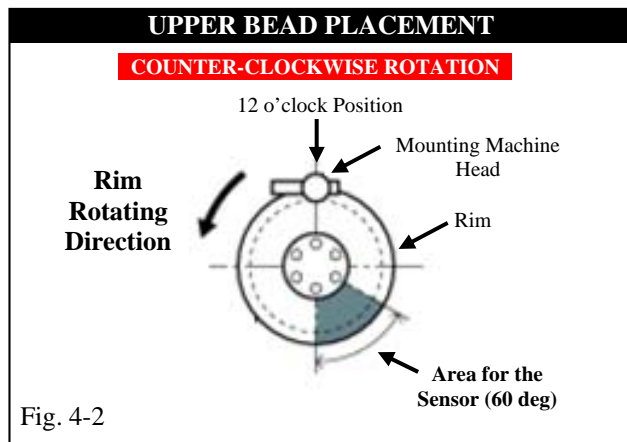 UPPER BEAD PLACEMENT
COUNTER-CLOCKWISE ROTATION
12 o'clock Position
Mounting Machine
Head
Rim
Rotating
Direction
Rim
Area for the
Sensor (60 deg)
Fig. 4-2